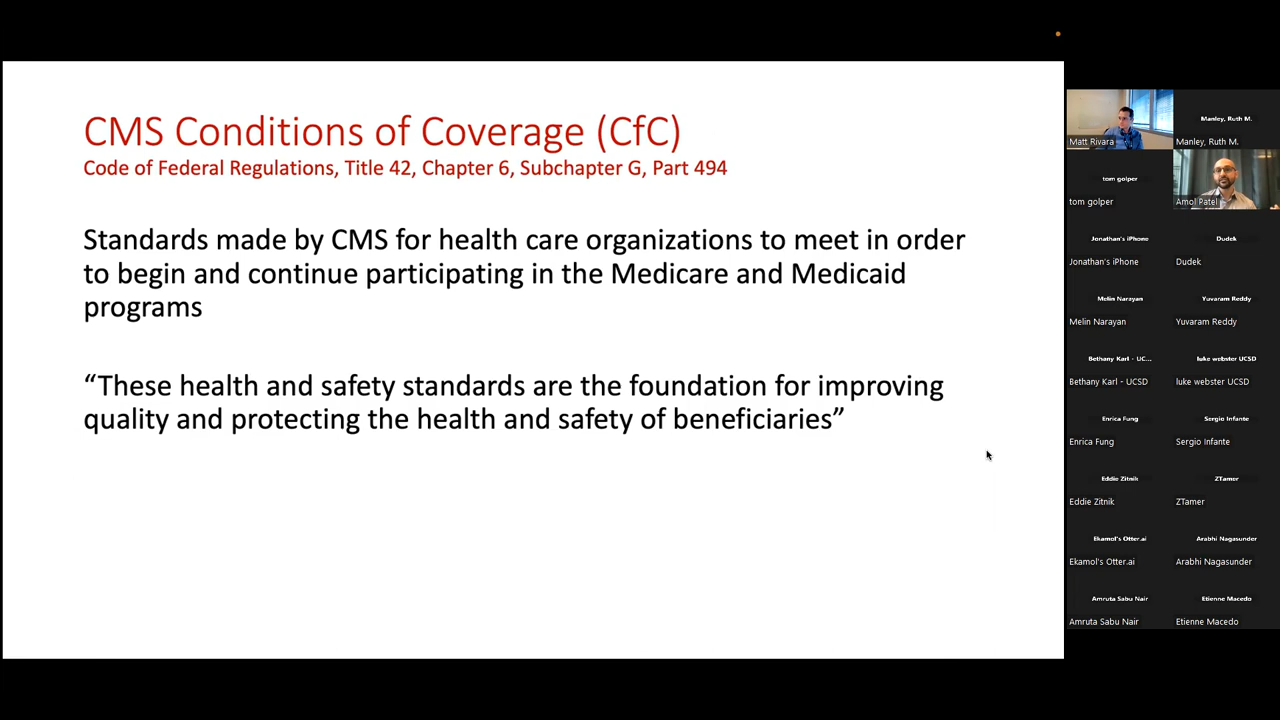 CMS Conditions of Coverage (CfC)
Code of Federal Regulations, Title 42, Chapter 6, Subchapter G, Part 494
Standards made by CMS for health care organizations to meet in order
to begin and continue participating in the Medicare and Medicaid
programs
“These health and safety standards are the foundation for improving
quality and protecting the health and safety of beneficiaries”
Matt Rivara
Manley, Ruth M.
Manley, Ruth M.
tom golper
tom golper
Amol Patel
Jonathan's iPhone
Jonathan's iPhone
Dudek
Dudek
Melin Narayan
Melin Narayan
Yuvaram Reddy
Yuvaram Reddy
Bethany Karl - UC...
Bethany Karl - UCSD
luke webster UCSD
luke webster UCSD
Enrica Fung
Enrica Fung
Sergio Infante
Sergio Infante
Eddie Zitnik
Eddie Zitnik
ZTamer
ZTamer
Ekamol's Otter.ai
Ekamol's Otter.ai
Arabhi Nagasunder
Arabhi Nagasunder
Amruta Sabu Nair
Amruta Sabu Nair
Etienne Macedo
Etienne Macedo